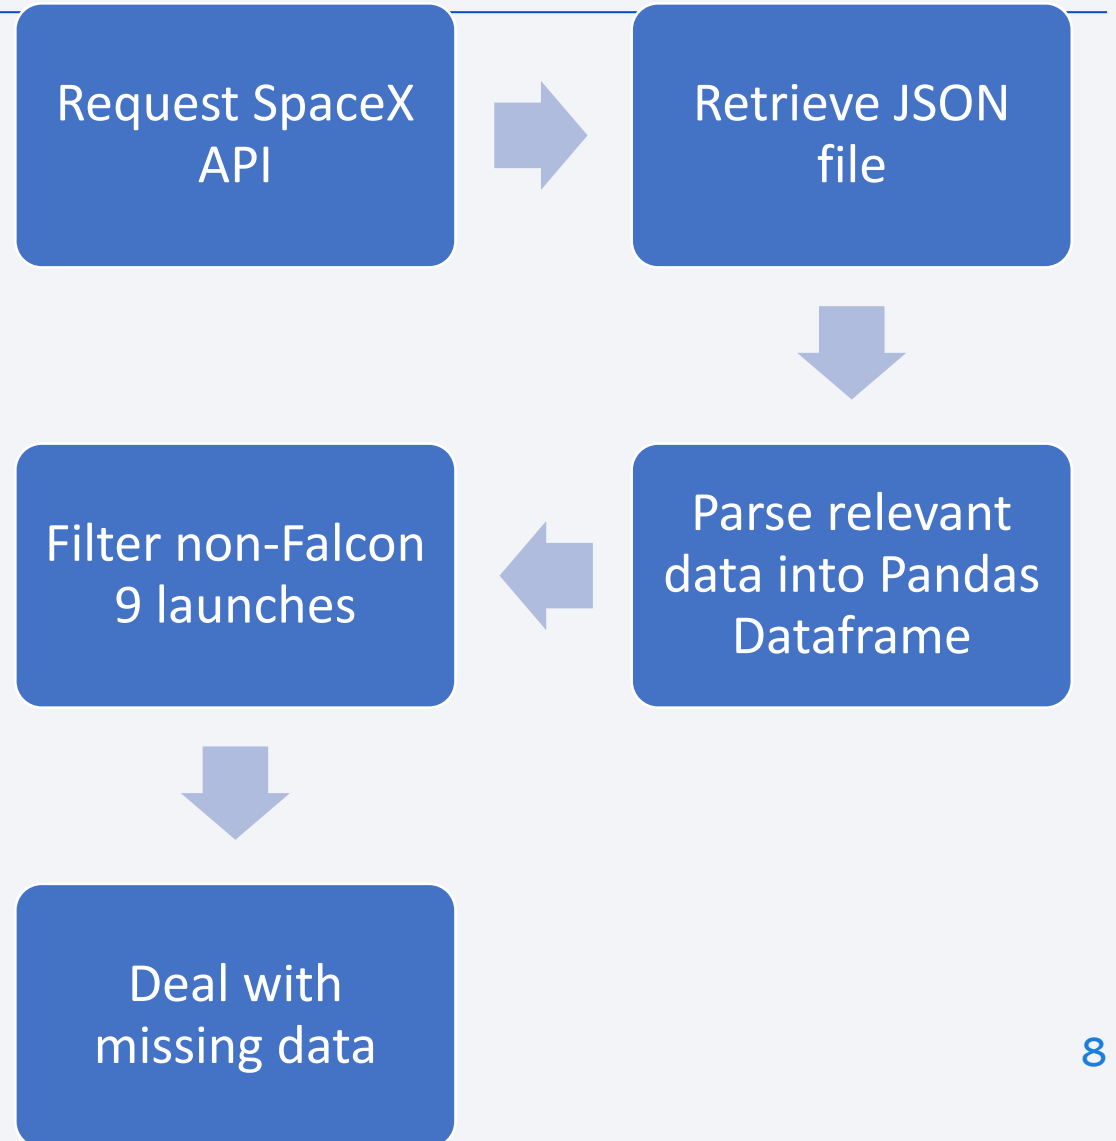 Request SpaceX
API
Retrieve JSON
file
Parse relevant
data into Pandas
Dataframe
Filter non-Falcon
9 launches
Deal with
missing data
8